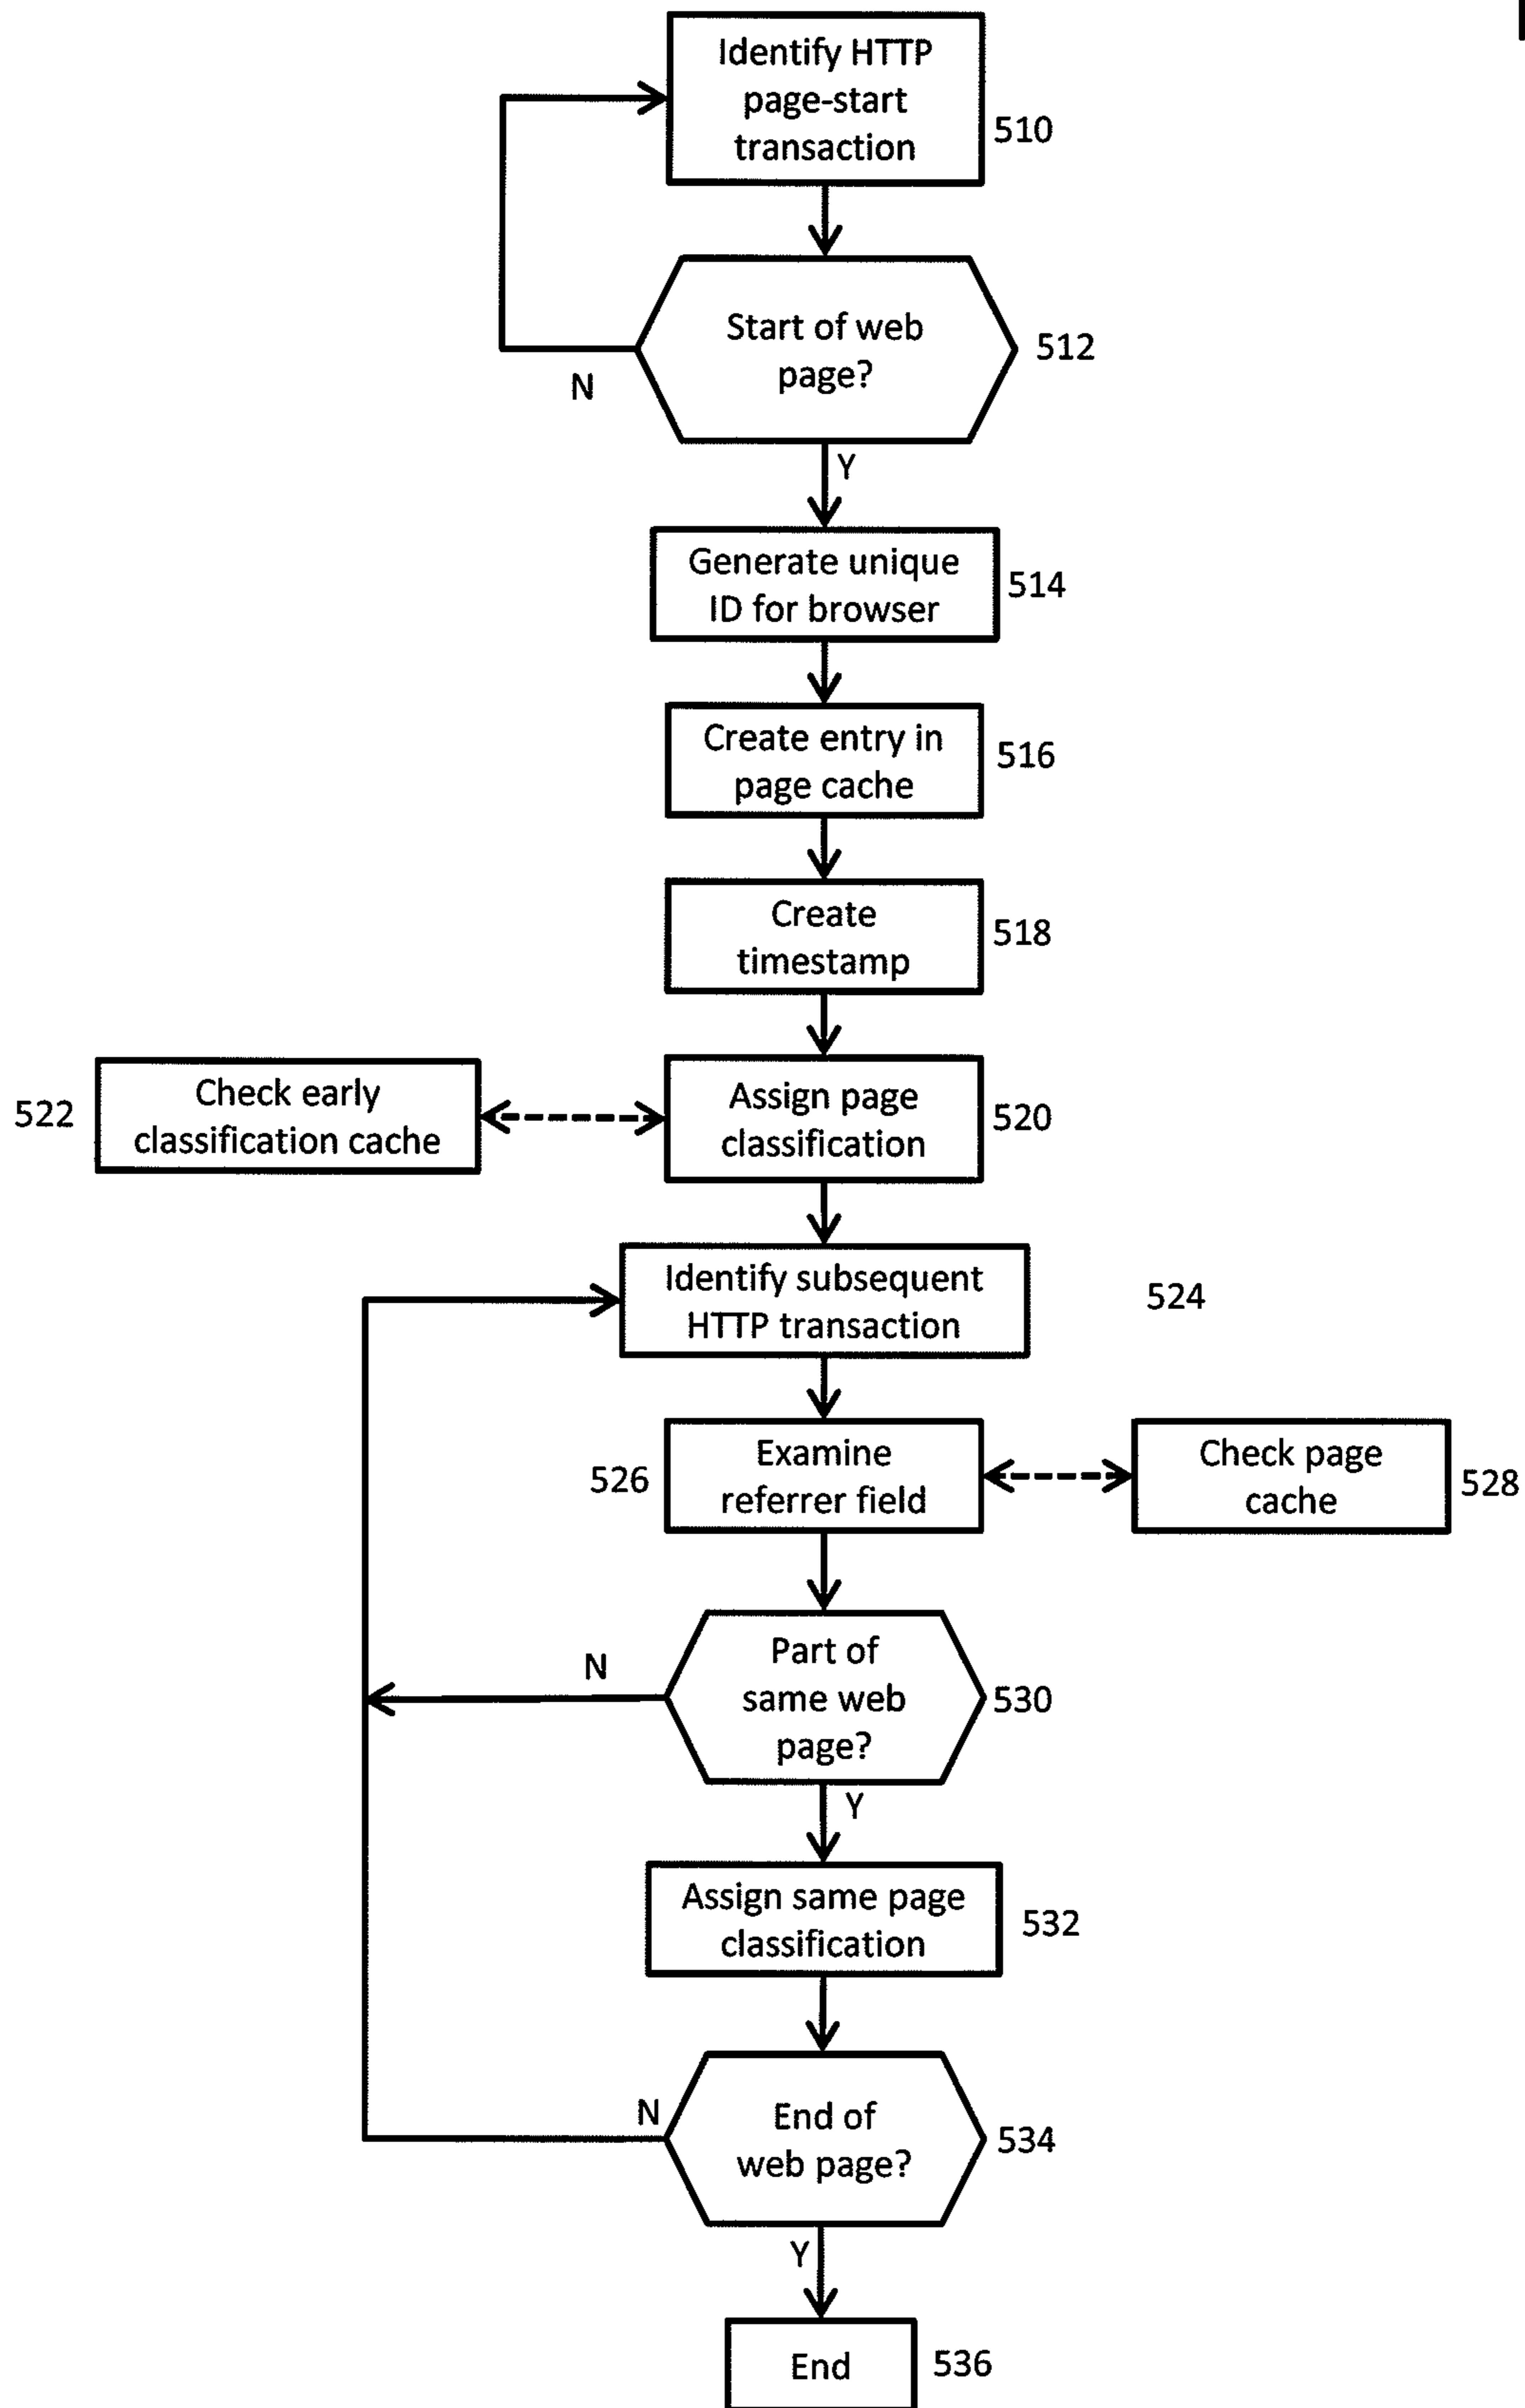 Identify HTTP
page-start
transaction
510
Start of web
page?
512
N
Y
Generate unique
ID for browser
514
Create entry in
page cache
516
Create
timestamp
518
Check early
classification cache
522
Assign page
classification
520
Identify subsequent
HTTP transaction
524
Examine
referrer field
526
Check page
cache
528
Part of
same web
page?
530
N
Y
Assign same page
classification
532
End of
web page?
534
N
Y
End
536